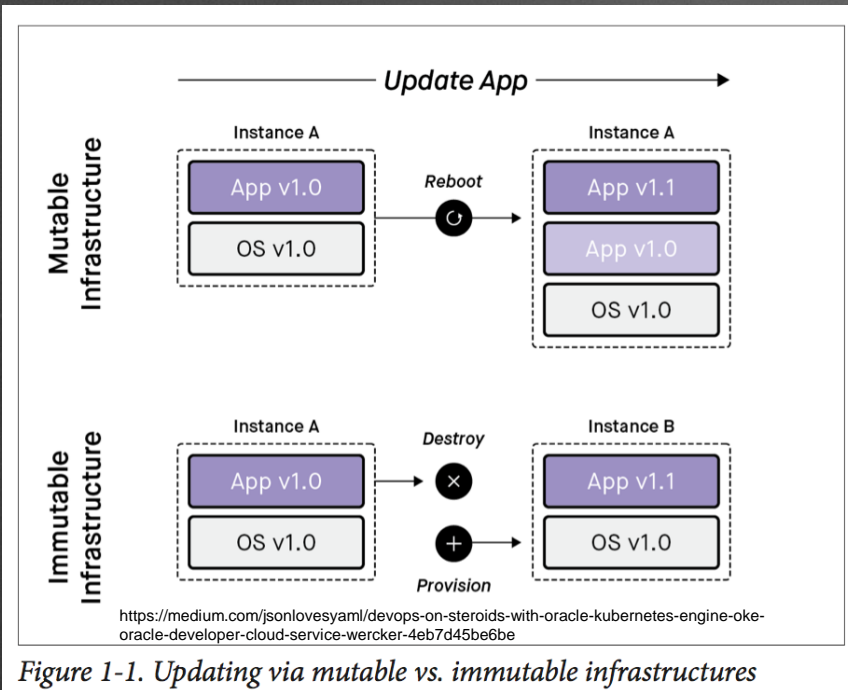 Update App
Mutable
Infrastructure
Instance A
App v1.0
OS v1.0
Reboot
Instance A
App v1.1
App v1.0
OS v1.0
Immutable
Infrastructure
Instance A
App v1.0
OS v1.0
Destroy
Provision
Instance B
App v1.1
OS v1.0
https://medium.com/jsonlovesyaml/devops-on-steroids-with-oracle-kubernetes-engine-oke-
oracle-developer-cloud-service-wercker-4eb7d45be6be
Figure 1-1. Updating via mutable vs. immutable infrastructures